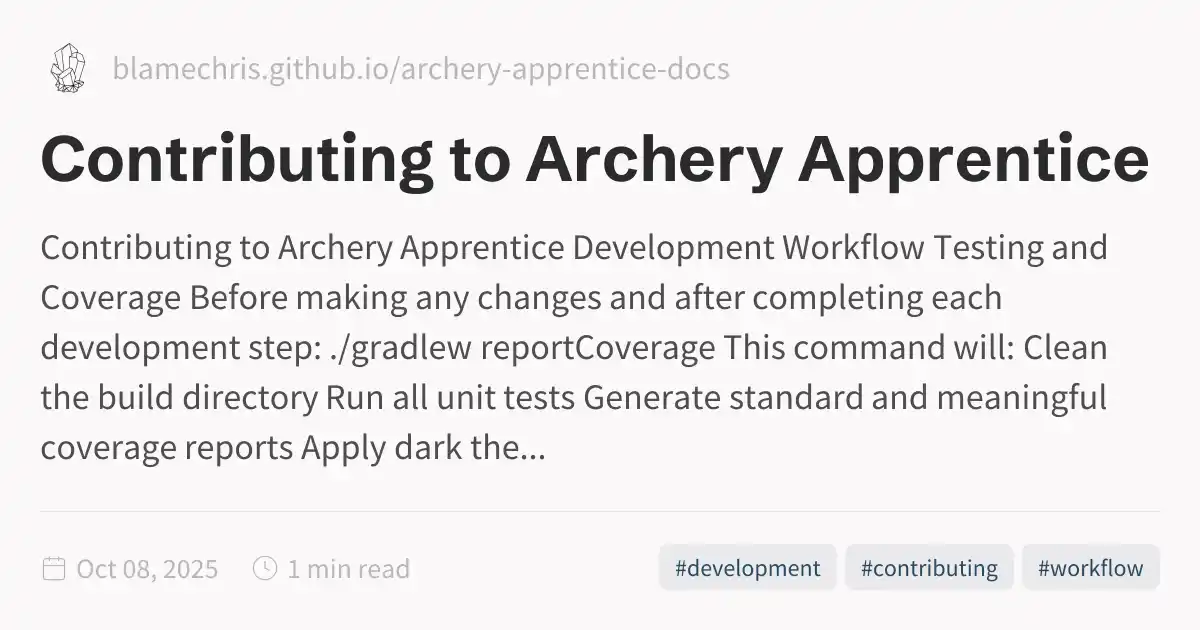 blamechris.github.io/archery-apprentice-docs
Contributing to Archery Apprentice
Contributing to Archery Apprentice Development Workflow Testing and
Coverage Before making any changes and after completing each
development step: ./gradlew reportCoverage This command will: Clean
the build directory Run all unit tests Generate standard and meaningful
coverage reports Apply dark the...
Oct 08, 2025 1 min read #development #contributing #workflow